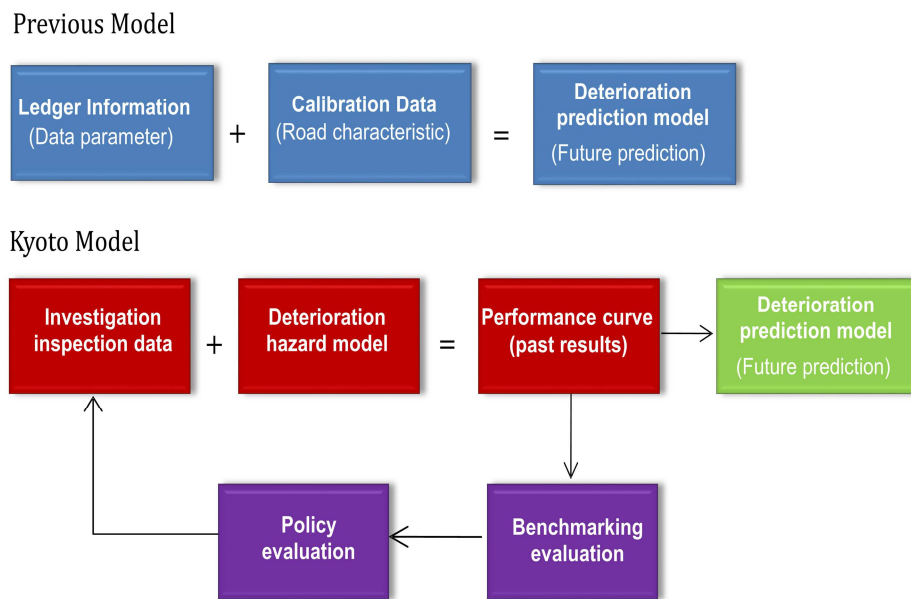 Previous Model
Ledger Information
(Data parameter)
+
Calibration Data
(Road characteristic)
=
Deterioration
prediction model
(Future prediction)
Kyoto Model
Investigation
inspection data
+
Deterioration
hazard model
=
Performance curve
(past results)
Deterioration
prediction model
(Future prediction)
Policy
evaluation
Benchmarking
evaluation